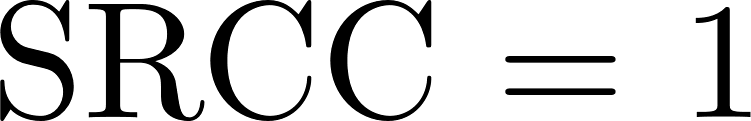 SRCC = 1